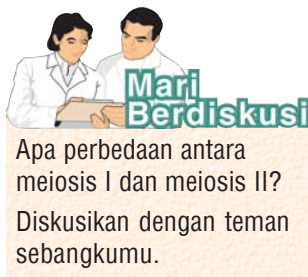 Mari
Berdiskusi
Apa perbedaan antara
meiosis I dan meiosis II?
Diskusikan dengan teman
sebangkumu.